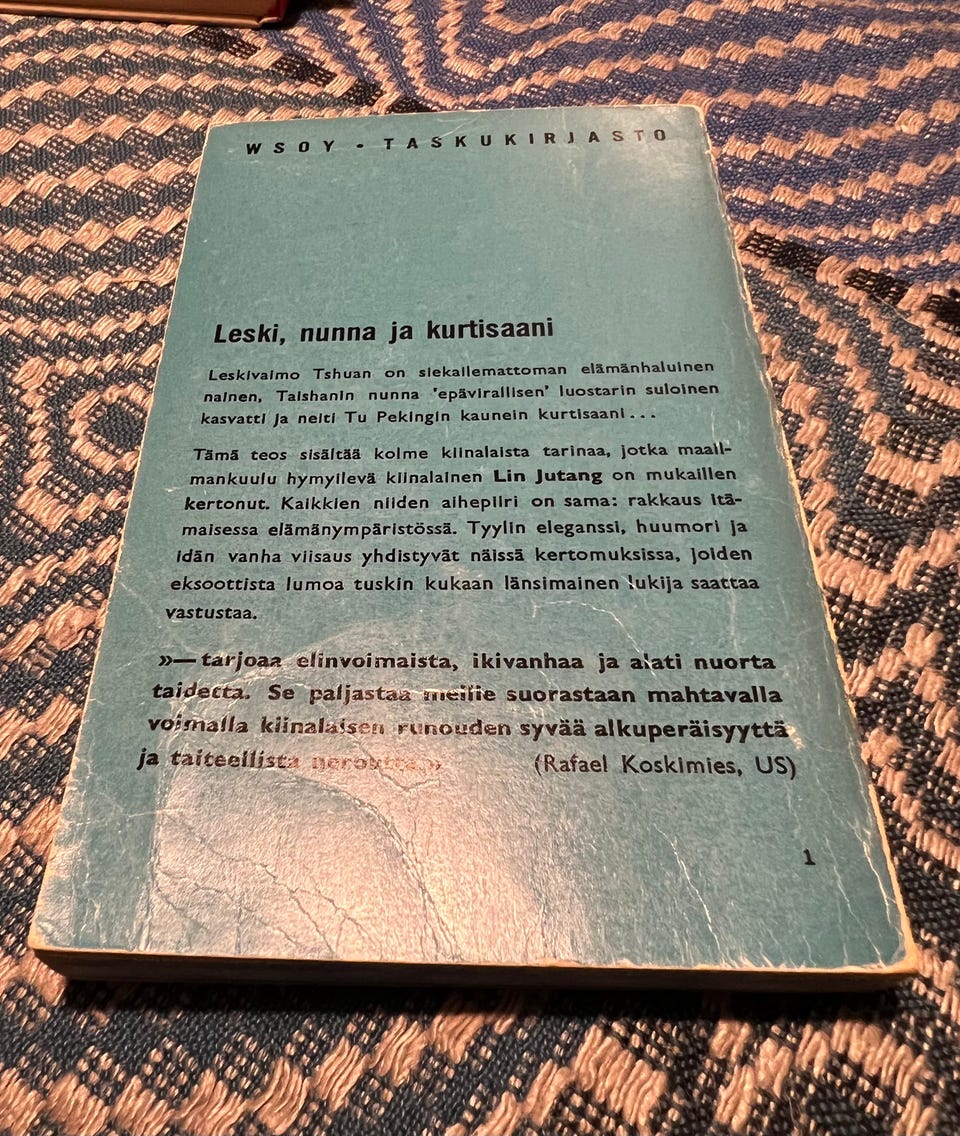 WSOY • TASKUKIRJASTO
Leski, nunna ja kurtisaani
Leskivaimo Tshuan on siekailemattoman elämänhaluinen
nainen, Taishanin nunna 'epävirallisen' luostarin suloinen
kasvatti ja neiti Tu Pekingin kaunein kurtisaani...
Tämä teos sisältää kolme kiinalaista tarinaa, jotka maail-
mankuulu hymyilevä kiinalainen Lin Jutang on mukaillen
kertonut. Kaikkien niiden aihepiiri on sama: rakkaus itä-
maisessa elämänympäristössä. Tyylin eleganssi, huumori ja
idän vanha viisaus yhdistyvät näissä kertomuksissa, joiden
eksoottista lumoa tuskin kukaan länsimainen lukija saattaa
vastustaa.
»—tarjoaa elinvoimaista, ikivanhaa ja alati nuorta
taidetta. Se paljastaa meille suorastaan mahtavalla
voimalla kiinalaisen runouden syvää alkuperäisyyttä
ja taiteellista neroutta.» (Rafael Koskimies, US)
1